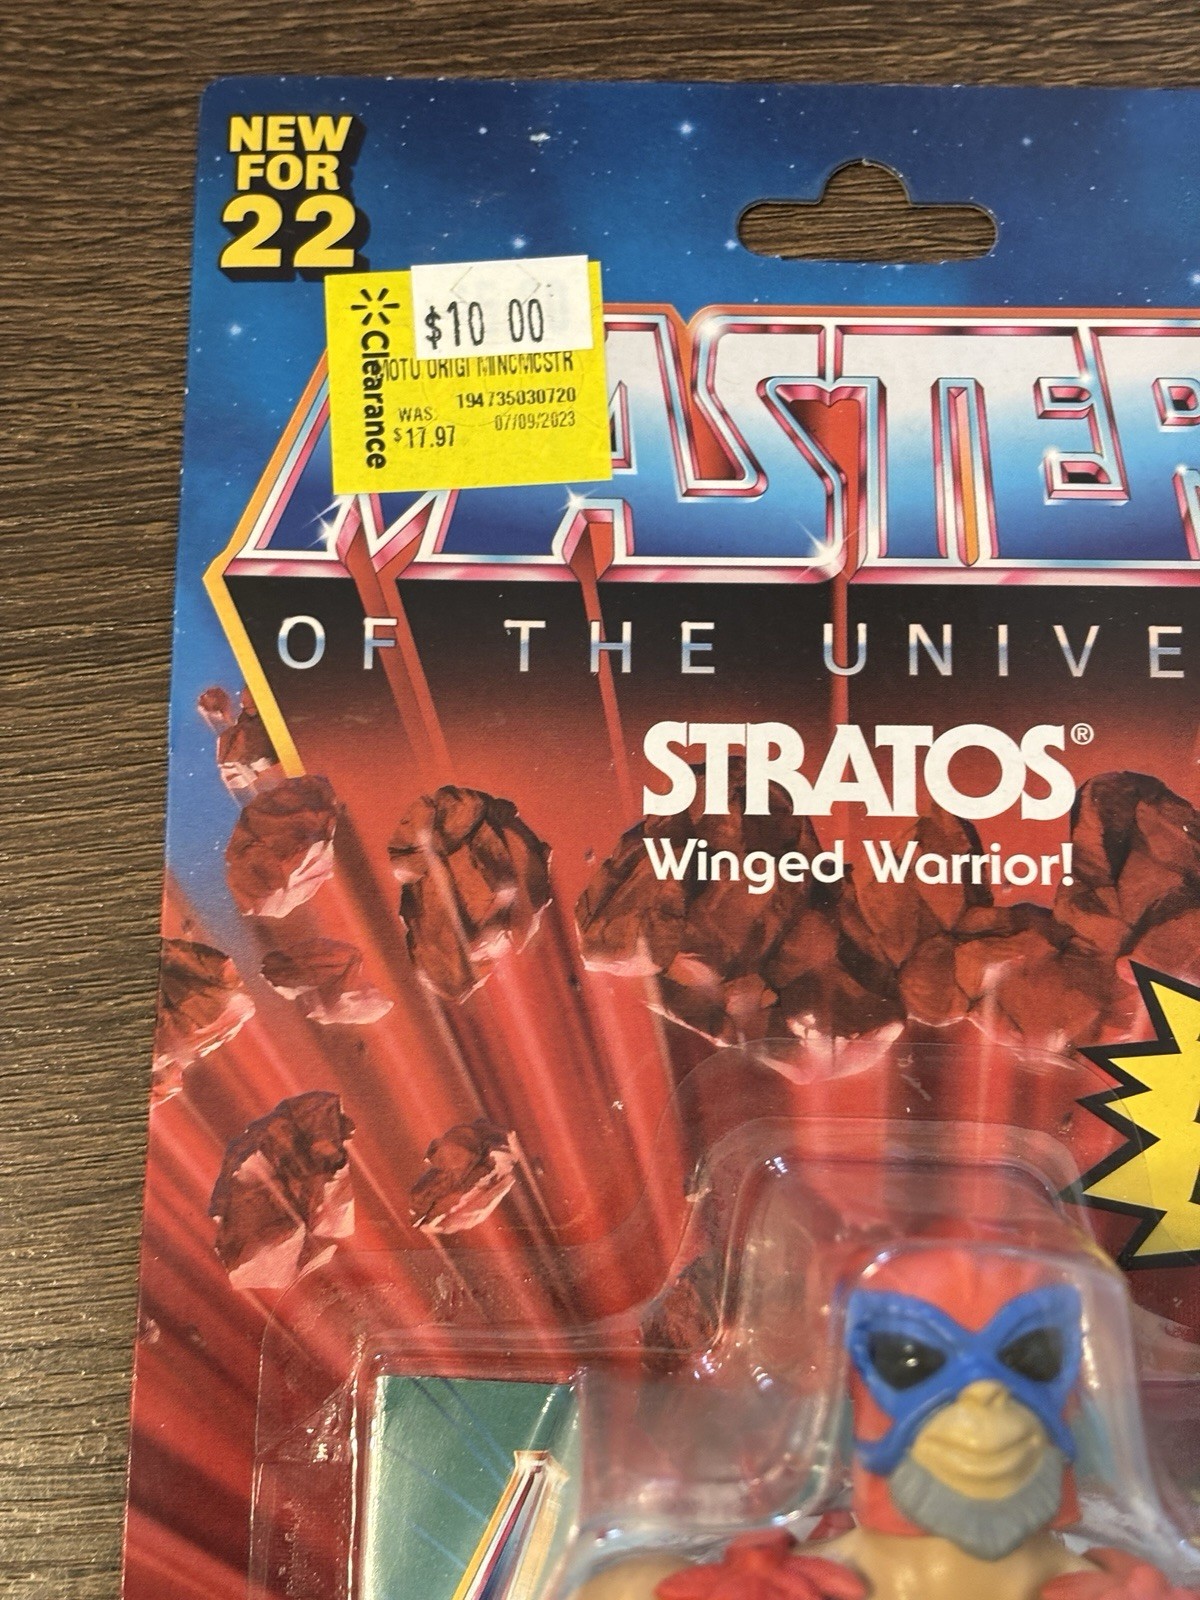 NEW
FOR
22
$10 00
Clearance
MOTU ORIGI MINCMCSTR
194735030720
WAS
07/09/2023
$17.97
MASTER
OF THE UNIVE
STRATOS®
Winged Warrior!